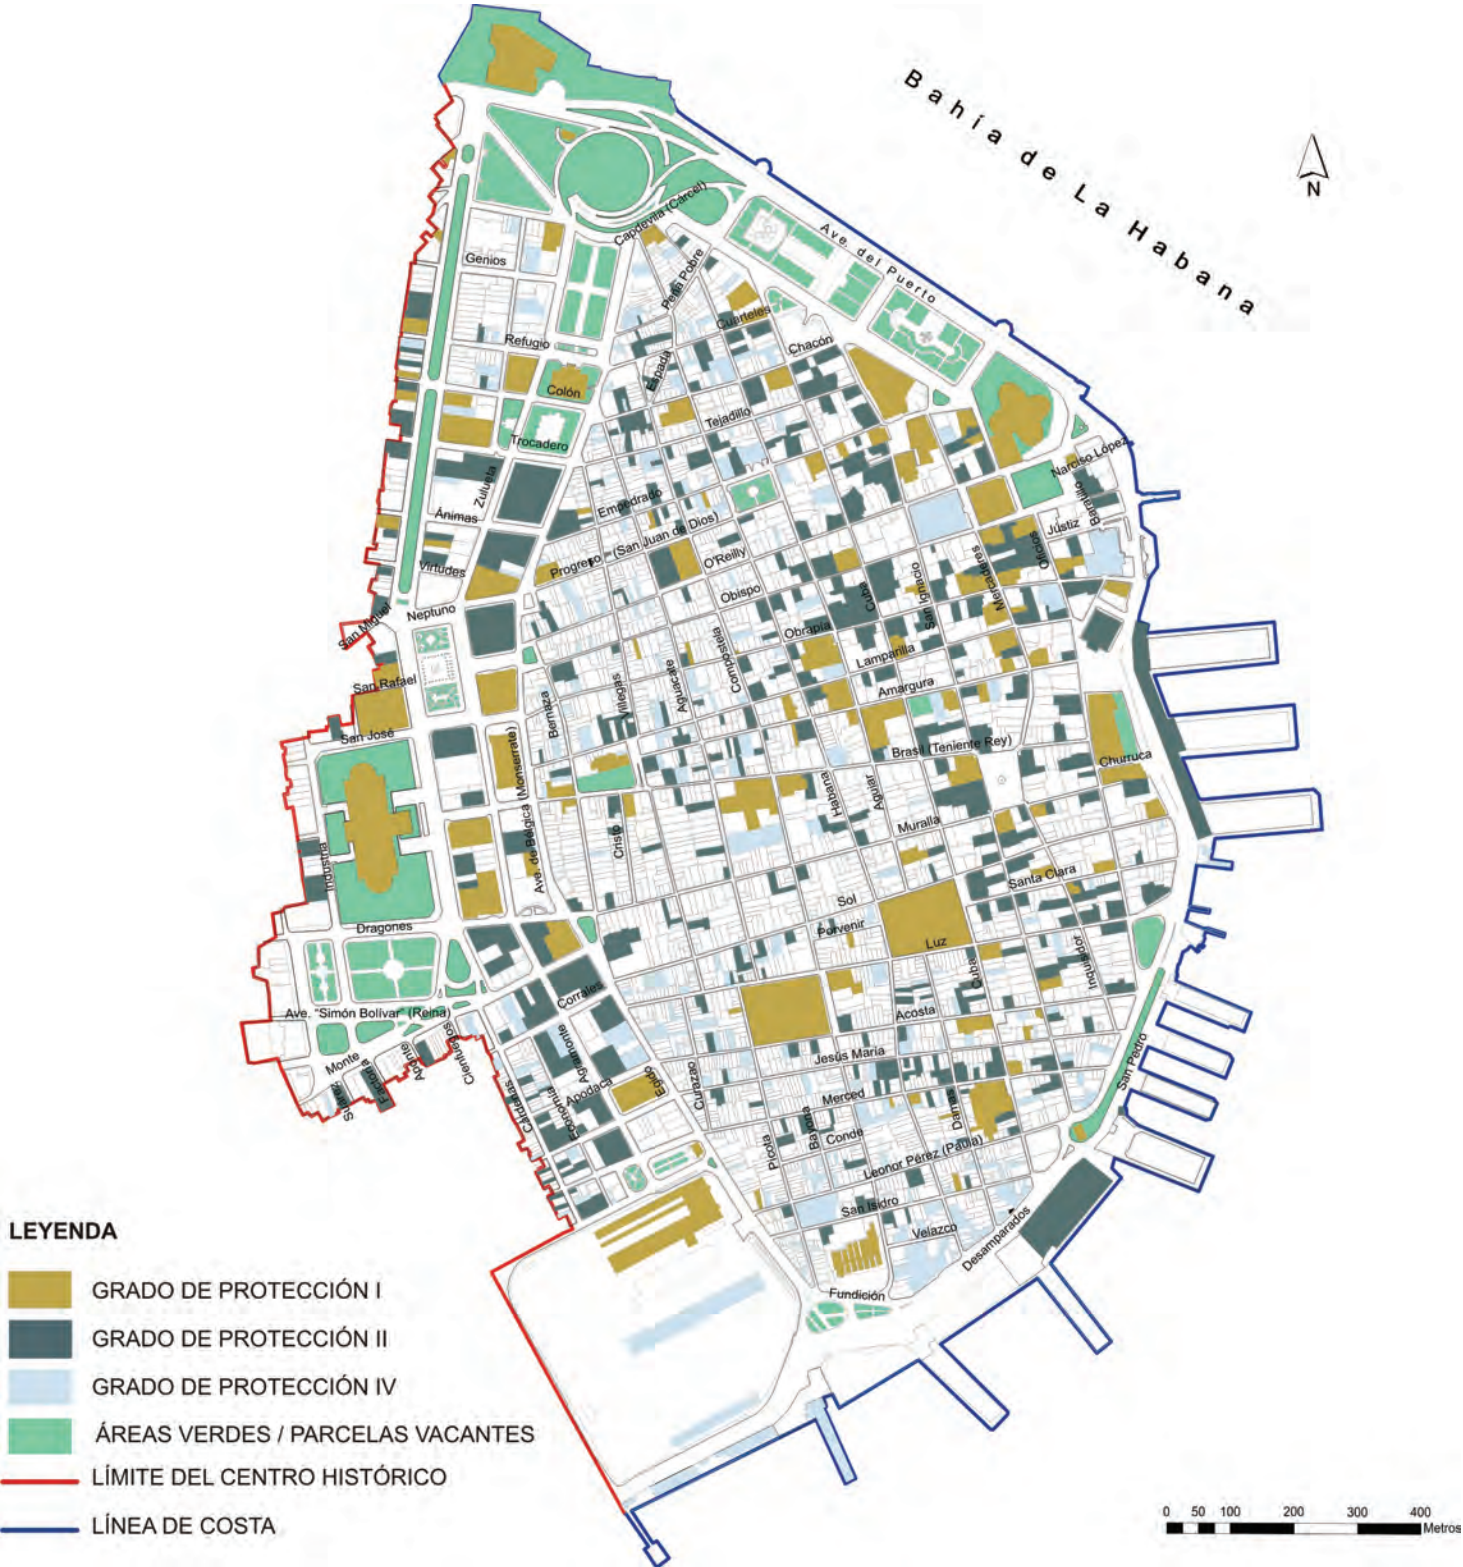 Bahía de La Habana
N
Capdevila (Cárcel)
Ave. del Puerto
Genios
Peña Pobre
Cuarteles
Refugio
Chacón
Espada
Colón
Tejadillo
Trocadero
Narciso López
Zulueta
Empedrado
Baratillo
Ánimas
Progreso (San Juan de Dios)
Jústiz
Oficios
O'Reilly
Virtudes
Mercaderes
Obispo
Cuba
San Ignacio
Neptuno
San Miguel
Obrapía
Lamparilla
Compostela
Aguacate
San Rafael
Amargura
Villegas
Bernaza
San José
Brasil (Teniente Rey)
Churruca
Ave. de Bélgica (Monserrate)
Habana
Aguiar
Muralla
Cristo
Industria
Santa Clara
Sol
Dragones
Porvenir
Luz
Inquisidor
Cuba
Corrales
Acosta
Ave. "Simón Bolívar" (Reina)
Cienfuegos
Agramonte
Monte
Aponte
Jesús María
San Pedro
Factoría
Suárez
Egido
Curazao
Apodaca
Cárdenas
Economía
Merced
Damas
Bayona
Conde
Picota
Leonor Pérez (Paula)
San Isidro
Velazco
Desamparados
Fundición
LEYENDA
GRADO DE PROTECCIÓN I
GRADO DE PROTECCIÓN II
GRADO DE PROTECCIÓN IV
ÁREAS VERDES / PARCELAS VACANTES
LÍMITE DEL CENTRO HISTÓRICO
LÍNEA DE COSTA
0 50 100 200 300 400
Metros